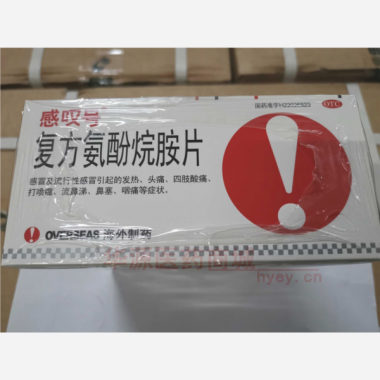 感叹号
国药准字H22026323
OTC
复方氨酚烷胺片
感冒及流行性感冒引起的发热、头痛、四肢酸痛、
打喷嚏、流鼻涕、鼻塞、咽痛等症状、
OVERSEAS 海外制药
hyey.cn